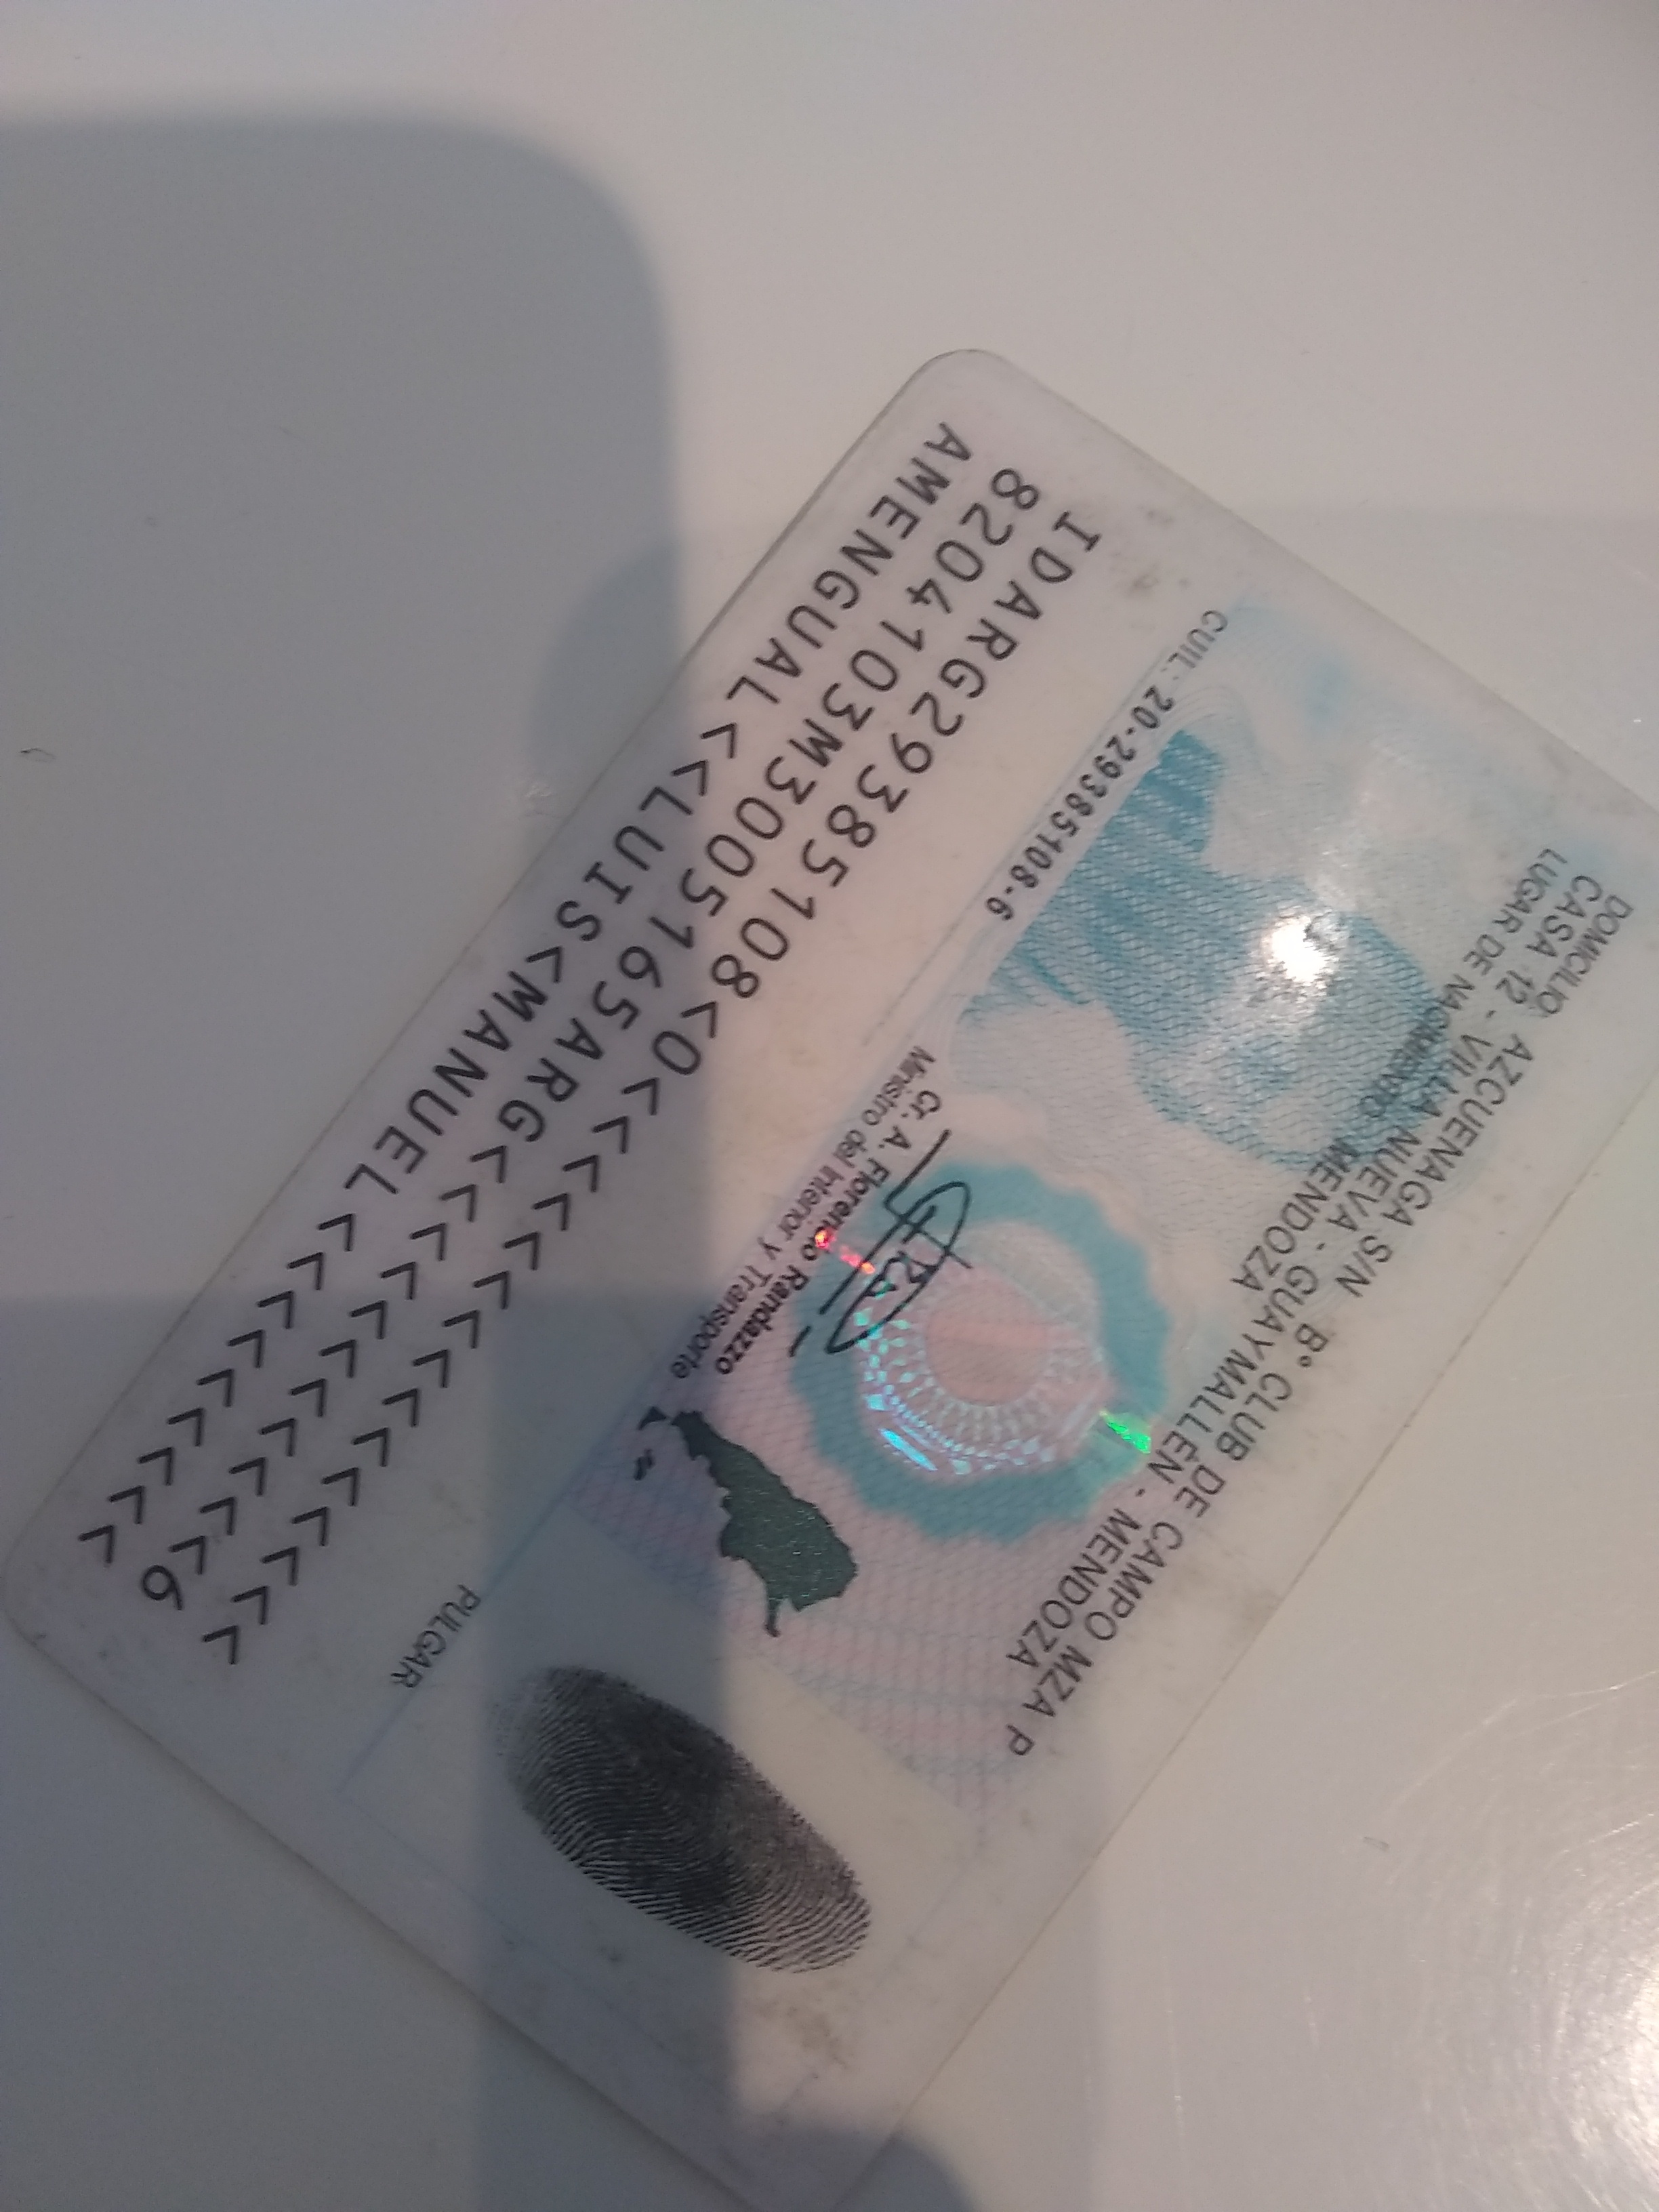 DOMICILIO: AZCUENAGA S/N B° CLUB DE CAMPO MZA P
CASA 12 - VILLA NUEVA - GUAYMALLÉN - MENDOZA
LUGAR DE NACIMIENTO: MENDOZA
CUIL: 20-29385108-6
Cr. A. Florencio Randazzo
Ministro del Interior y Transporte
PULGAR
IDARG29385108<0<<<<<<<<<<<<<<<
8204103M3005165ARG<<<<<<<<<<<6
AMENGUAL<<LUIS<MANUEL<<<<<<<<<